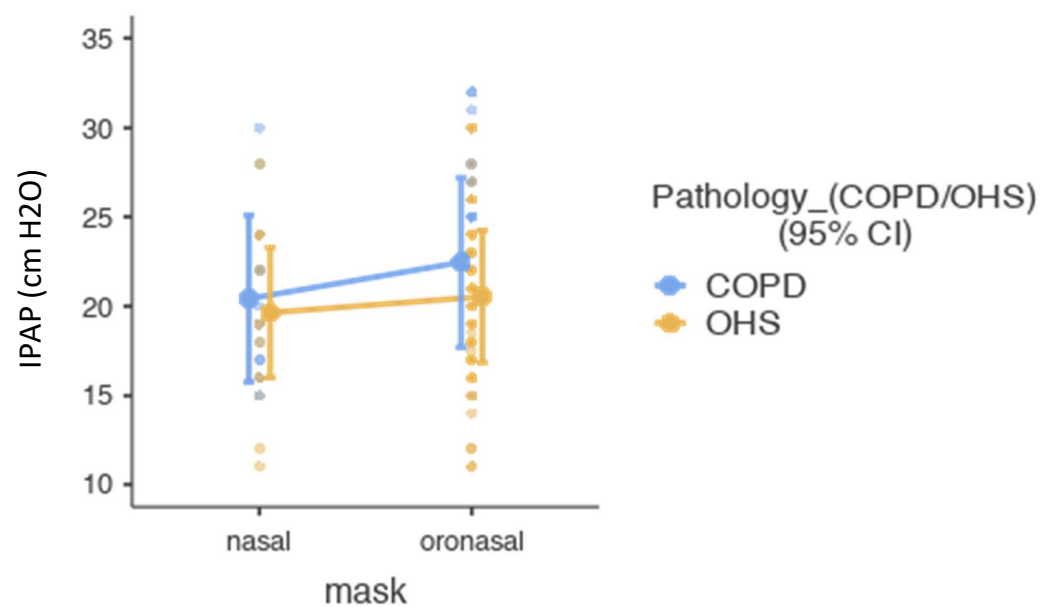 35
30
25
20
15
10
IPAP (cm H2O)
nasal
oronasal
mask
Pathology_(COPD/OHS)
(95% CI)
COPD
OHS